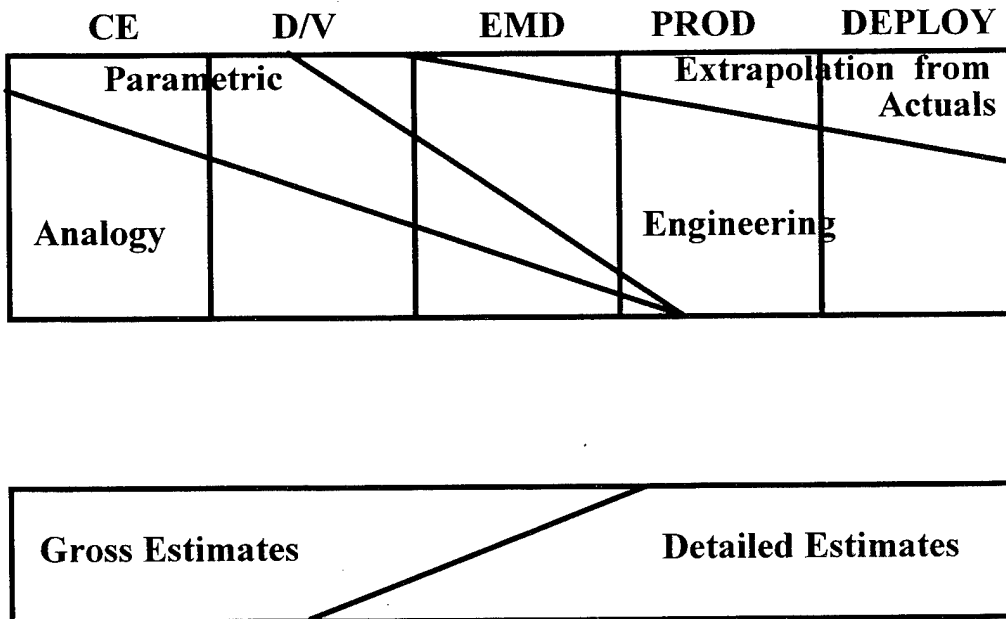 CE D/V EMD PROD DEPLOY
Parametric
Extrapolation from
Actuals
Analogy
Engineering
Gross Estimates
Detailed Estimates